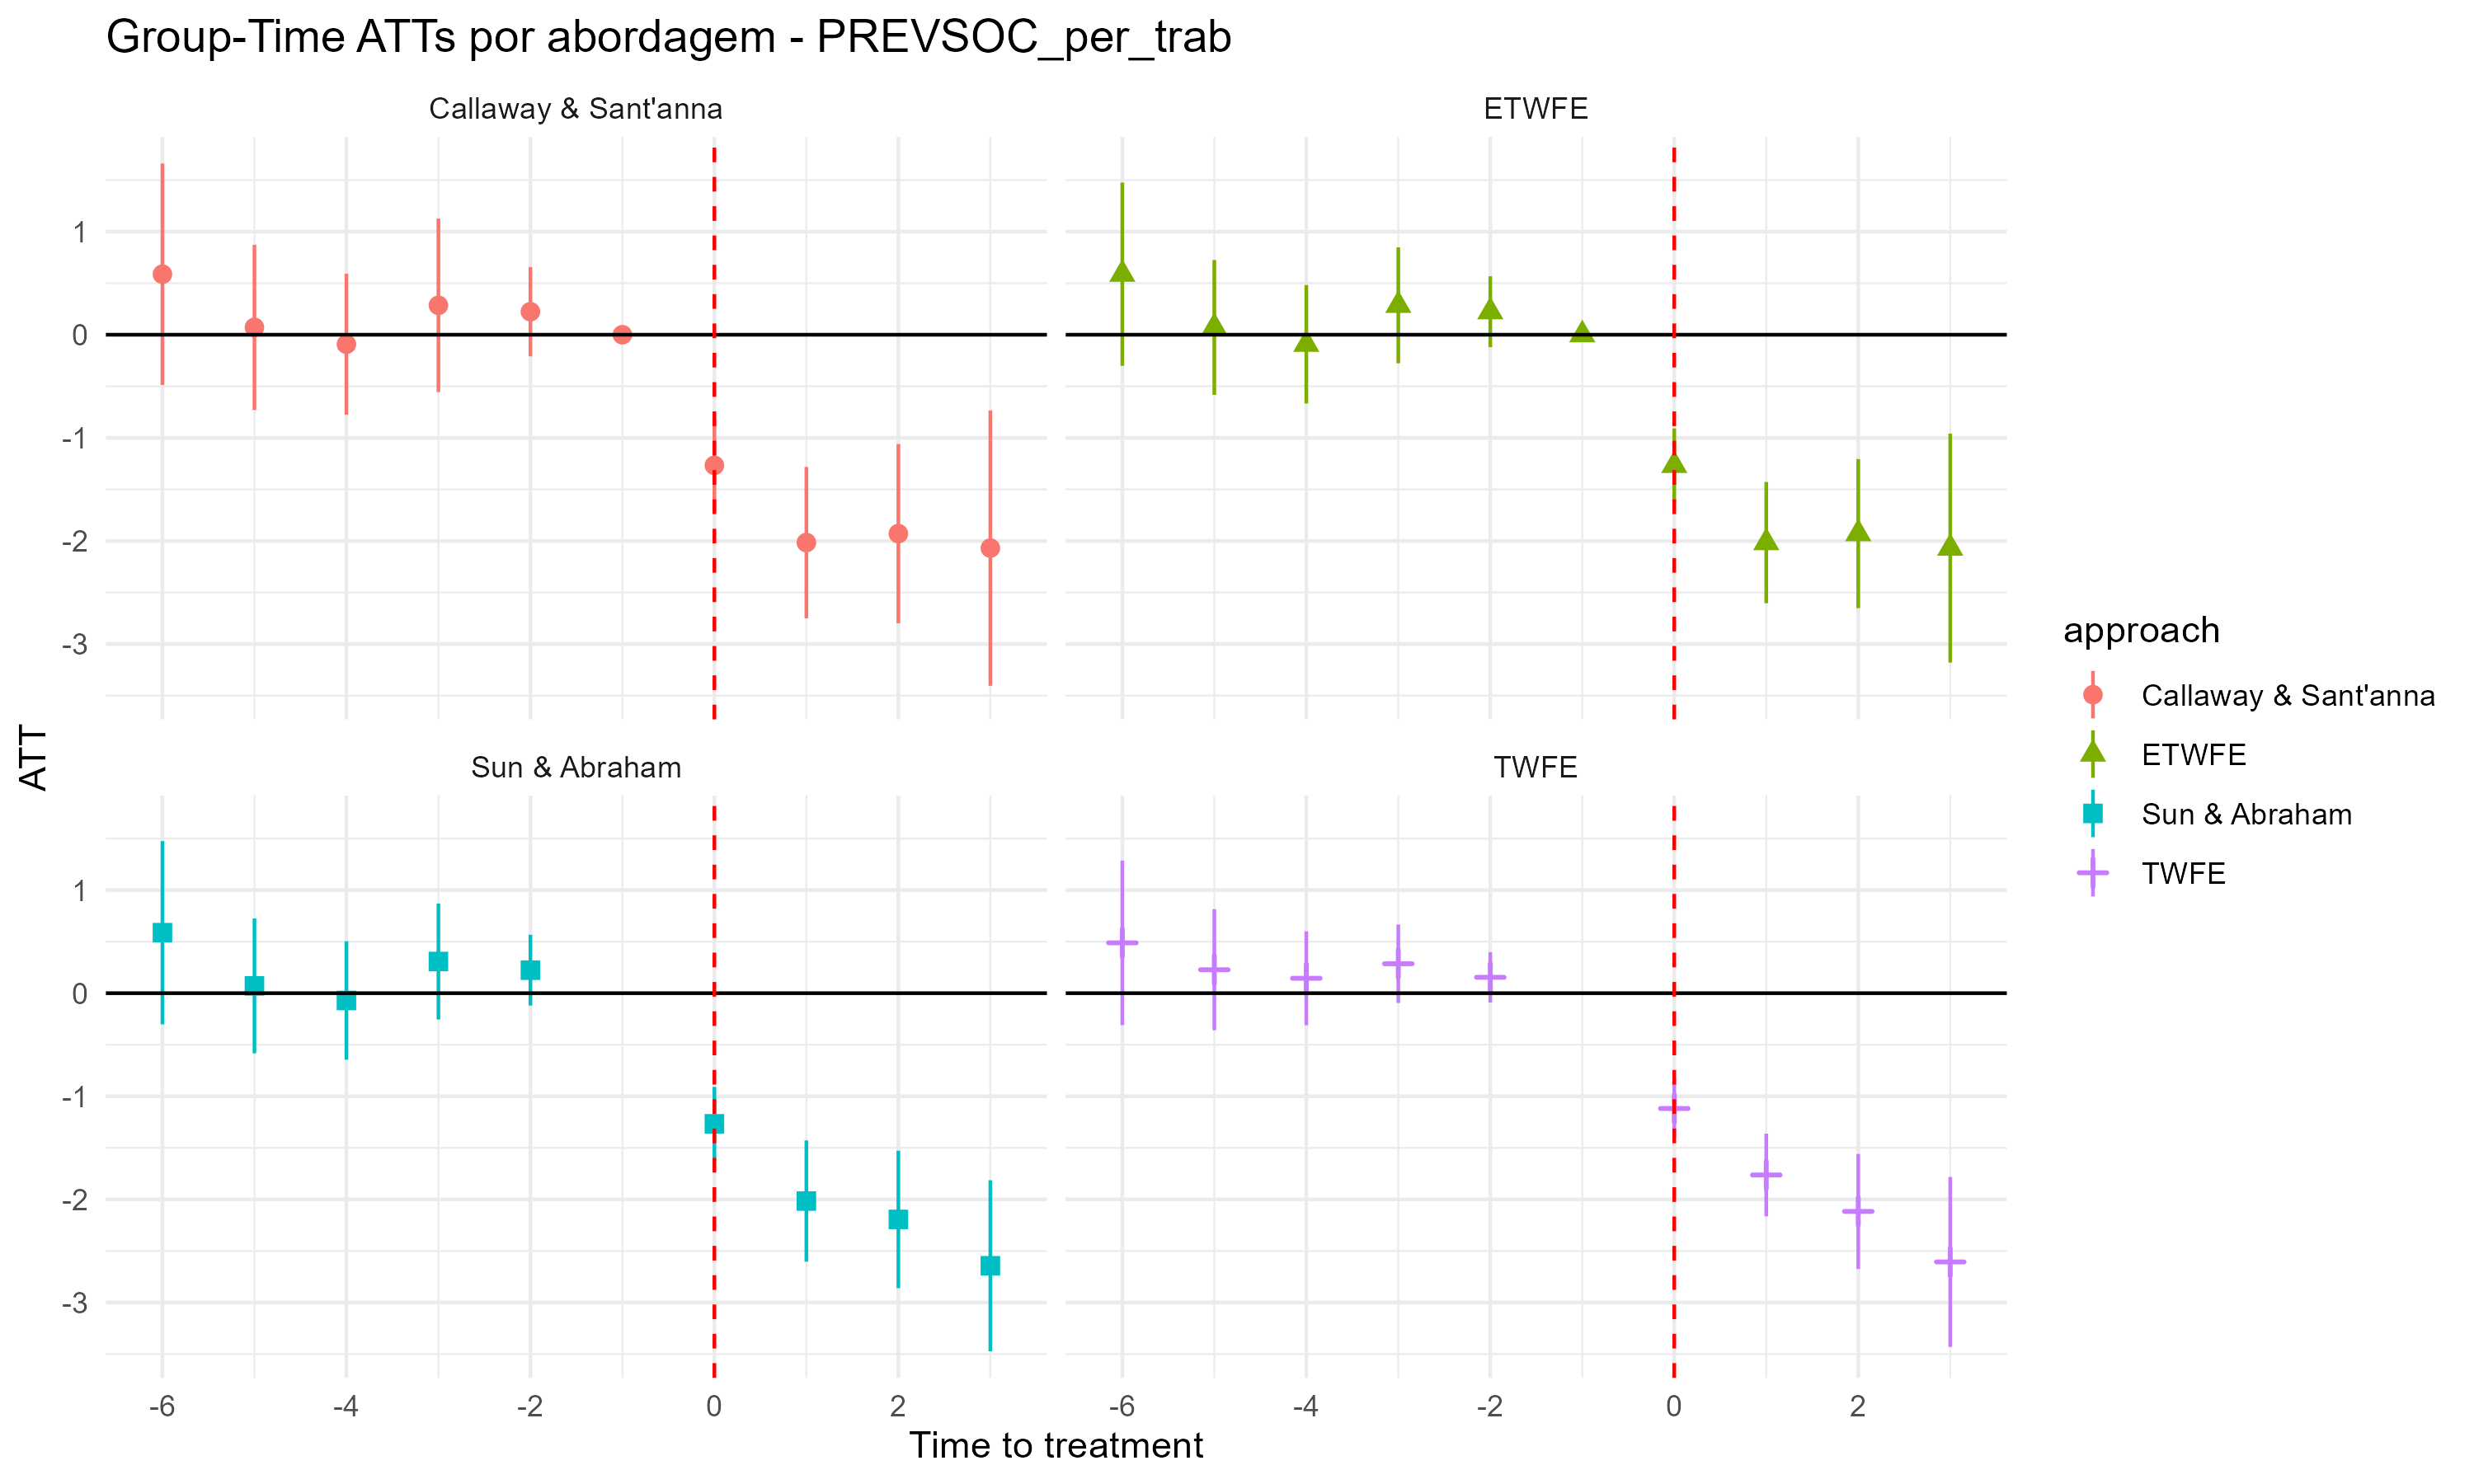 Group-Time ATTs por abordagem - PREVSOC_per_trab
Callaway & Sant'anna
ETWFE
1
0
-1
-2
-3
Sun & Abraham
TWFE
1
0
-1
-2
-3
ATT
-6 -4 -2 0 2
-6 -4 -2 0 2
Time to treatment
approach
Callaway & Sant'anna
ETWFE
Sun & Abraham
TWFE